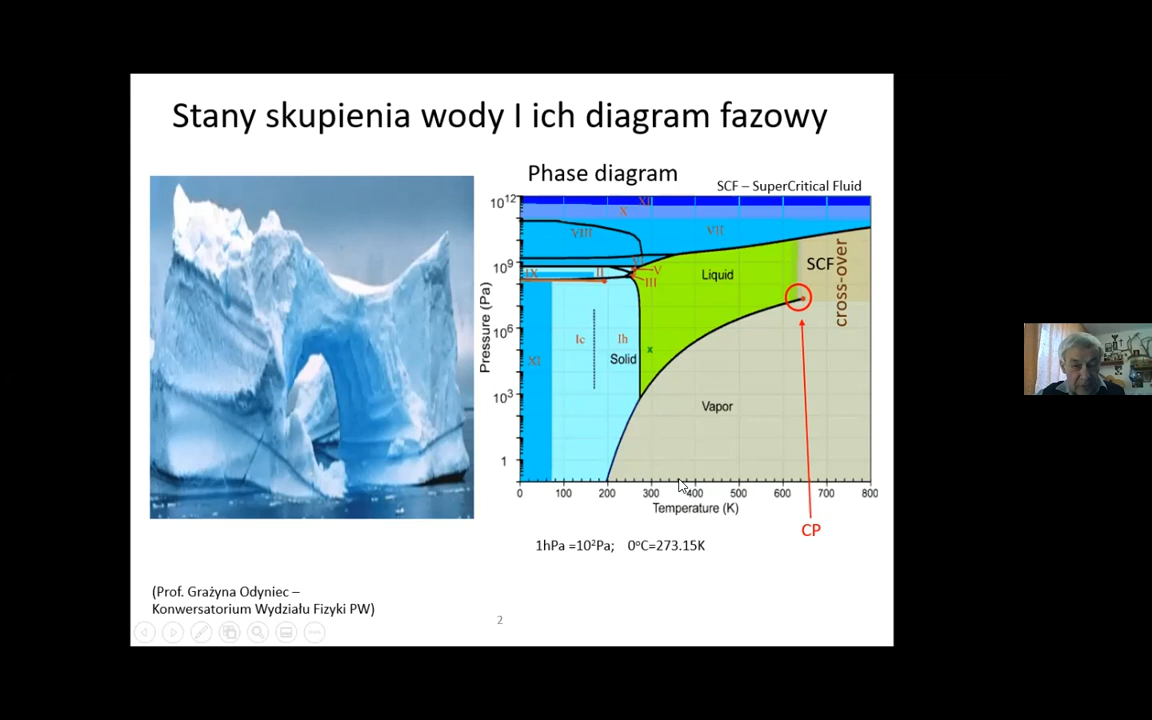 Stany skupienia wody I ich diagram fazowy
Phase diagram
SCF – SuperCritical Fluid
10¹²
10⁹
10⁶
10³
1
Pressure (Pa)
XI
X
VIII
VII
IX
II
V
III
Liquid
SCF
cross-over
Ic
Ih
Solid
XI
x
Vapor
0
100
200
300
400
500
600
700
800
Temperature (K)
CP
1hPa =10²Pa; 0°C=273.15K
(Prof. Grażyna Odyniec –
Konwersatorium Wydziału Fizyki PW)
2